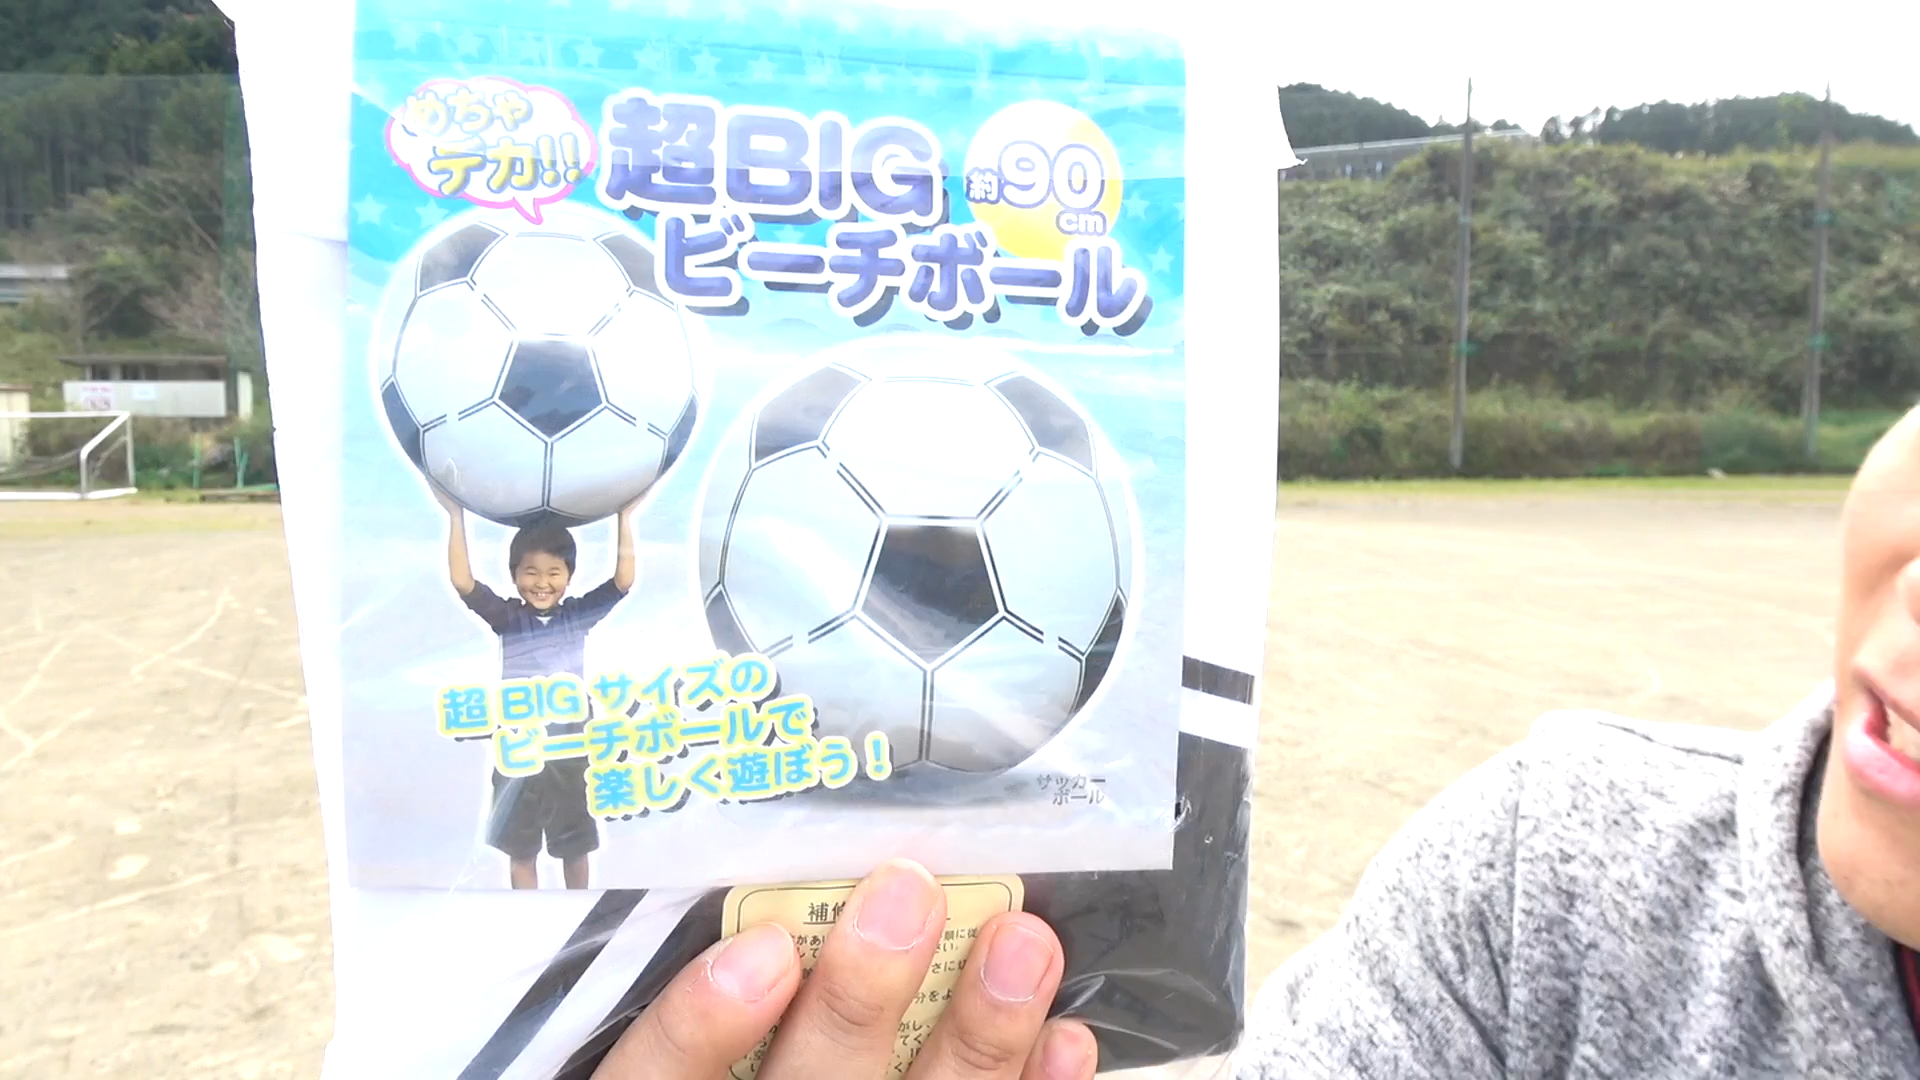 めちゃ
デカ!!
超BIG
約90
cm
ビーチボール
超BIGサイズの
ビーチボールで
楽しく遊ぼう!
サッカー
ボール